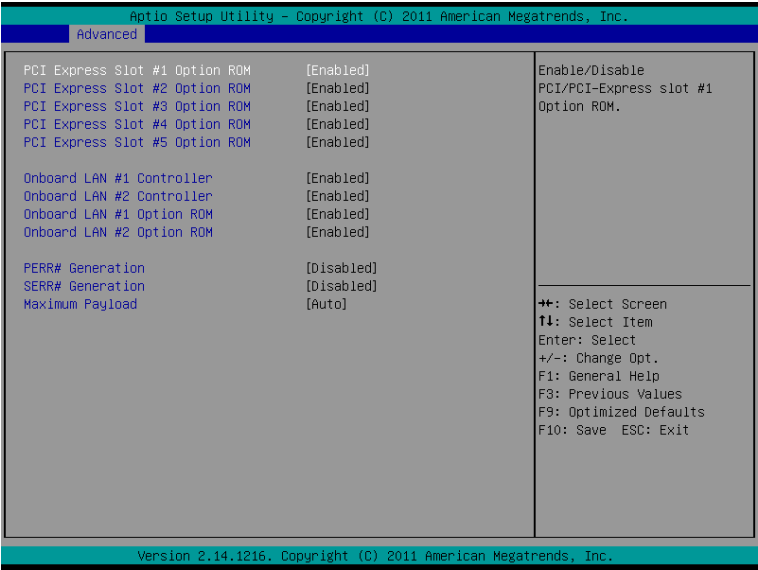 Aptio Setup Utility – Copyright (C) 2011 American Megatrends, Inc.
Advanced
PCI Express Slot #1 Option ROM [Enabled]
PCI Express Slot #2 Option ROM [Enabled]
PCI Express Slot #3 Option ROM [Enabled]
PCI Express Slot #4 Option ROM [Enabled]
PCI Express Slot #5 Option ROM [Enabled]
Onboard LAN #1 Controller [Enabled]
Onboard LAN #2 Controller [Enabled]
Onboard LAN #1 Option ROM [Enabled]
Onboard LAN #2 Option ROM [Enabled]
PERR# Generation [Disabled]
SERR# Generation [Disabled]
Maximum Payload [Auto]
Enable/Disable
PCI/PCI-Express slot #1
Option ROM.
→←: Select Screen
↑↓: Select Item
Enter: Select
+/-: Change Opt.
F1: General Help
F3: Previous Values
F9: Optimized Defaults
F10: Save ESC: Exit
Version 2.14.1216. Copyright (C) 2011 American Megatrends, Inc.